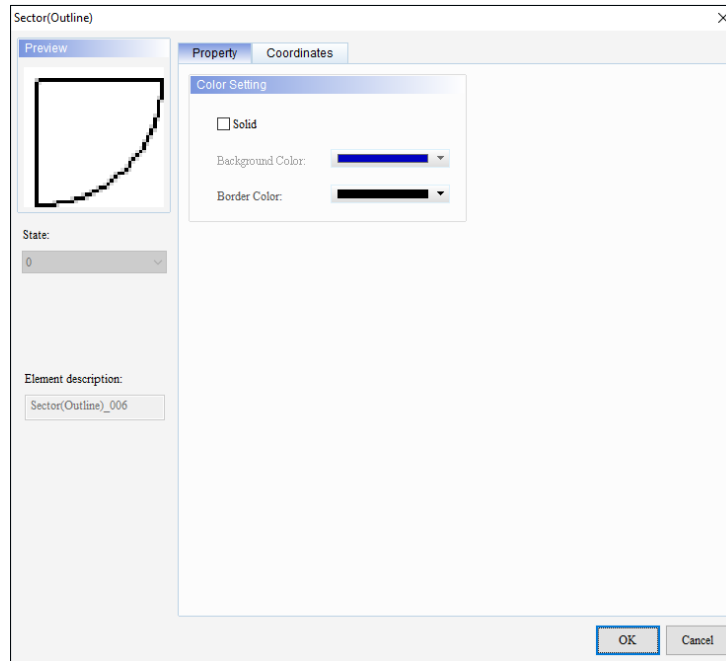 Sector(Outline)
Preview
Property Coordinates
Color Setting
Solid
Background Color:
Border Color:
State:
0
Element description:
Sector(Outline)_006
OK Cancel